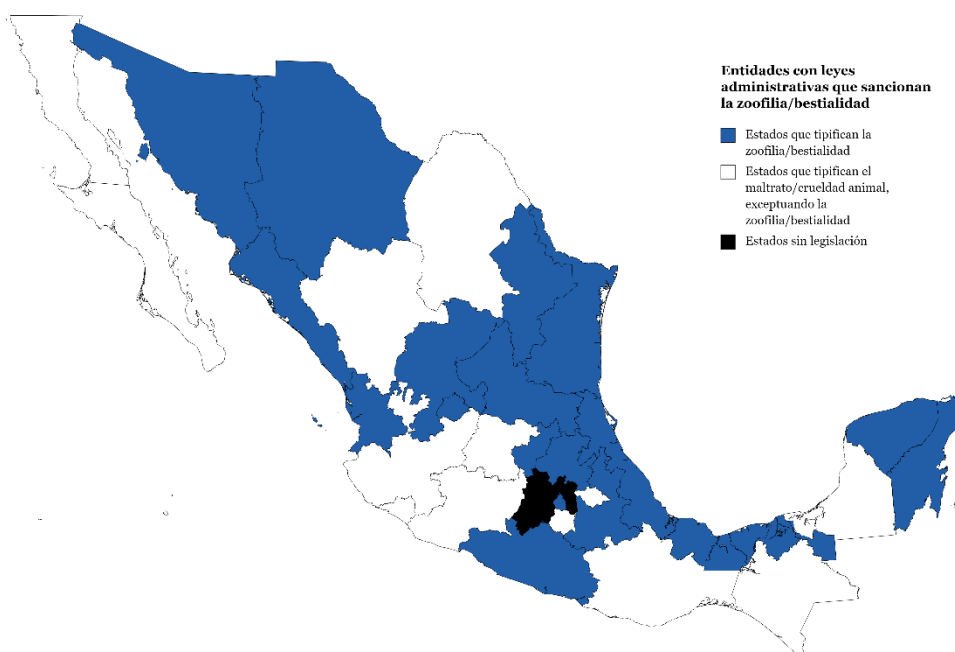 Entidades con leyes
administrativas que sancionan
la zoofilia/bestialidad
Estados que tipifican la
zoofilia/bestialidad
Estados que tipifican el
maltrato/crueldad animal,
exceptuando la
zoofilia/bestialidad
Estados sin legislación